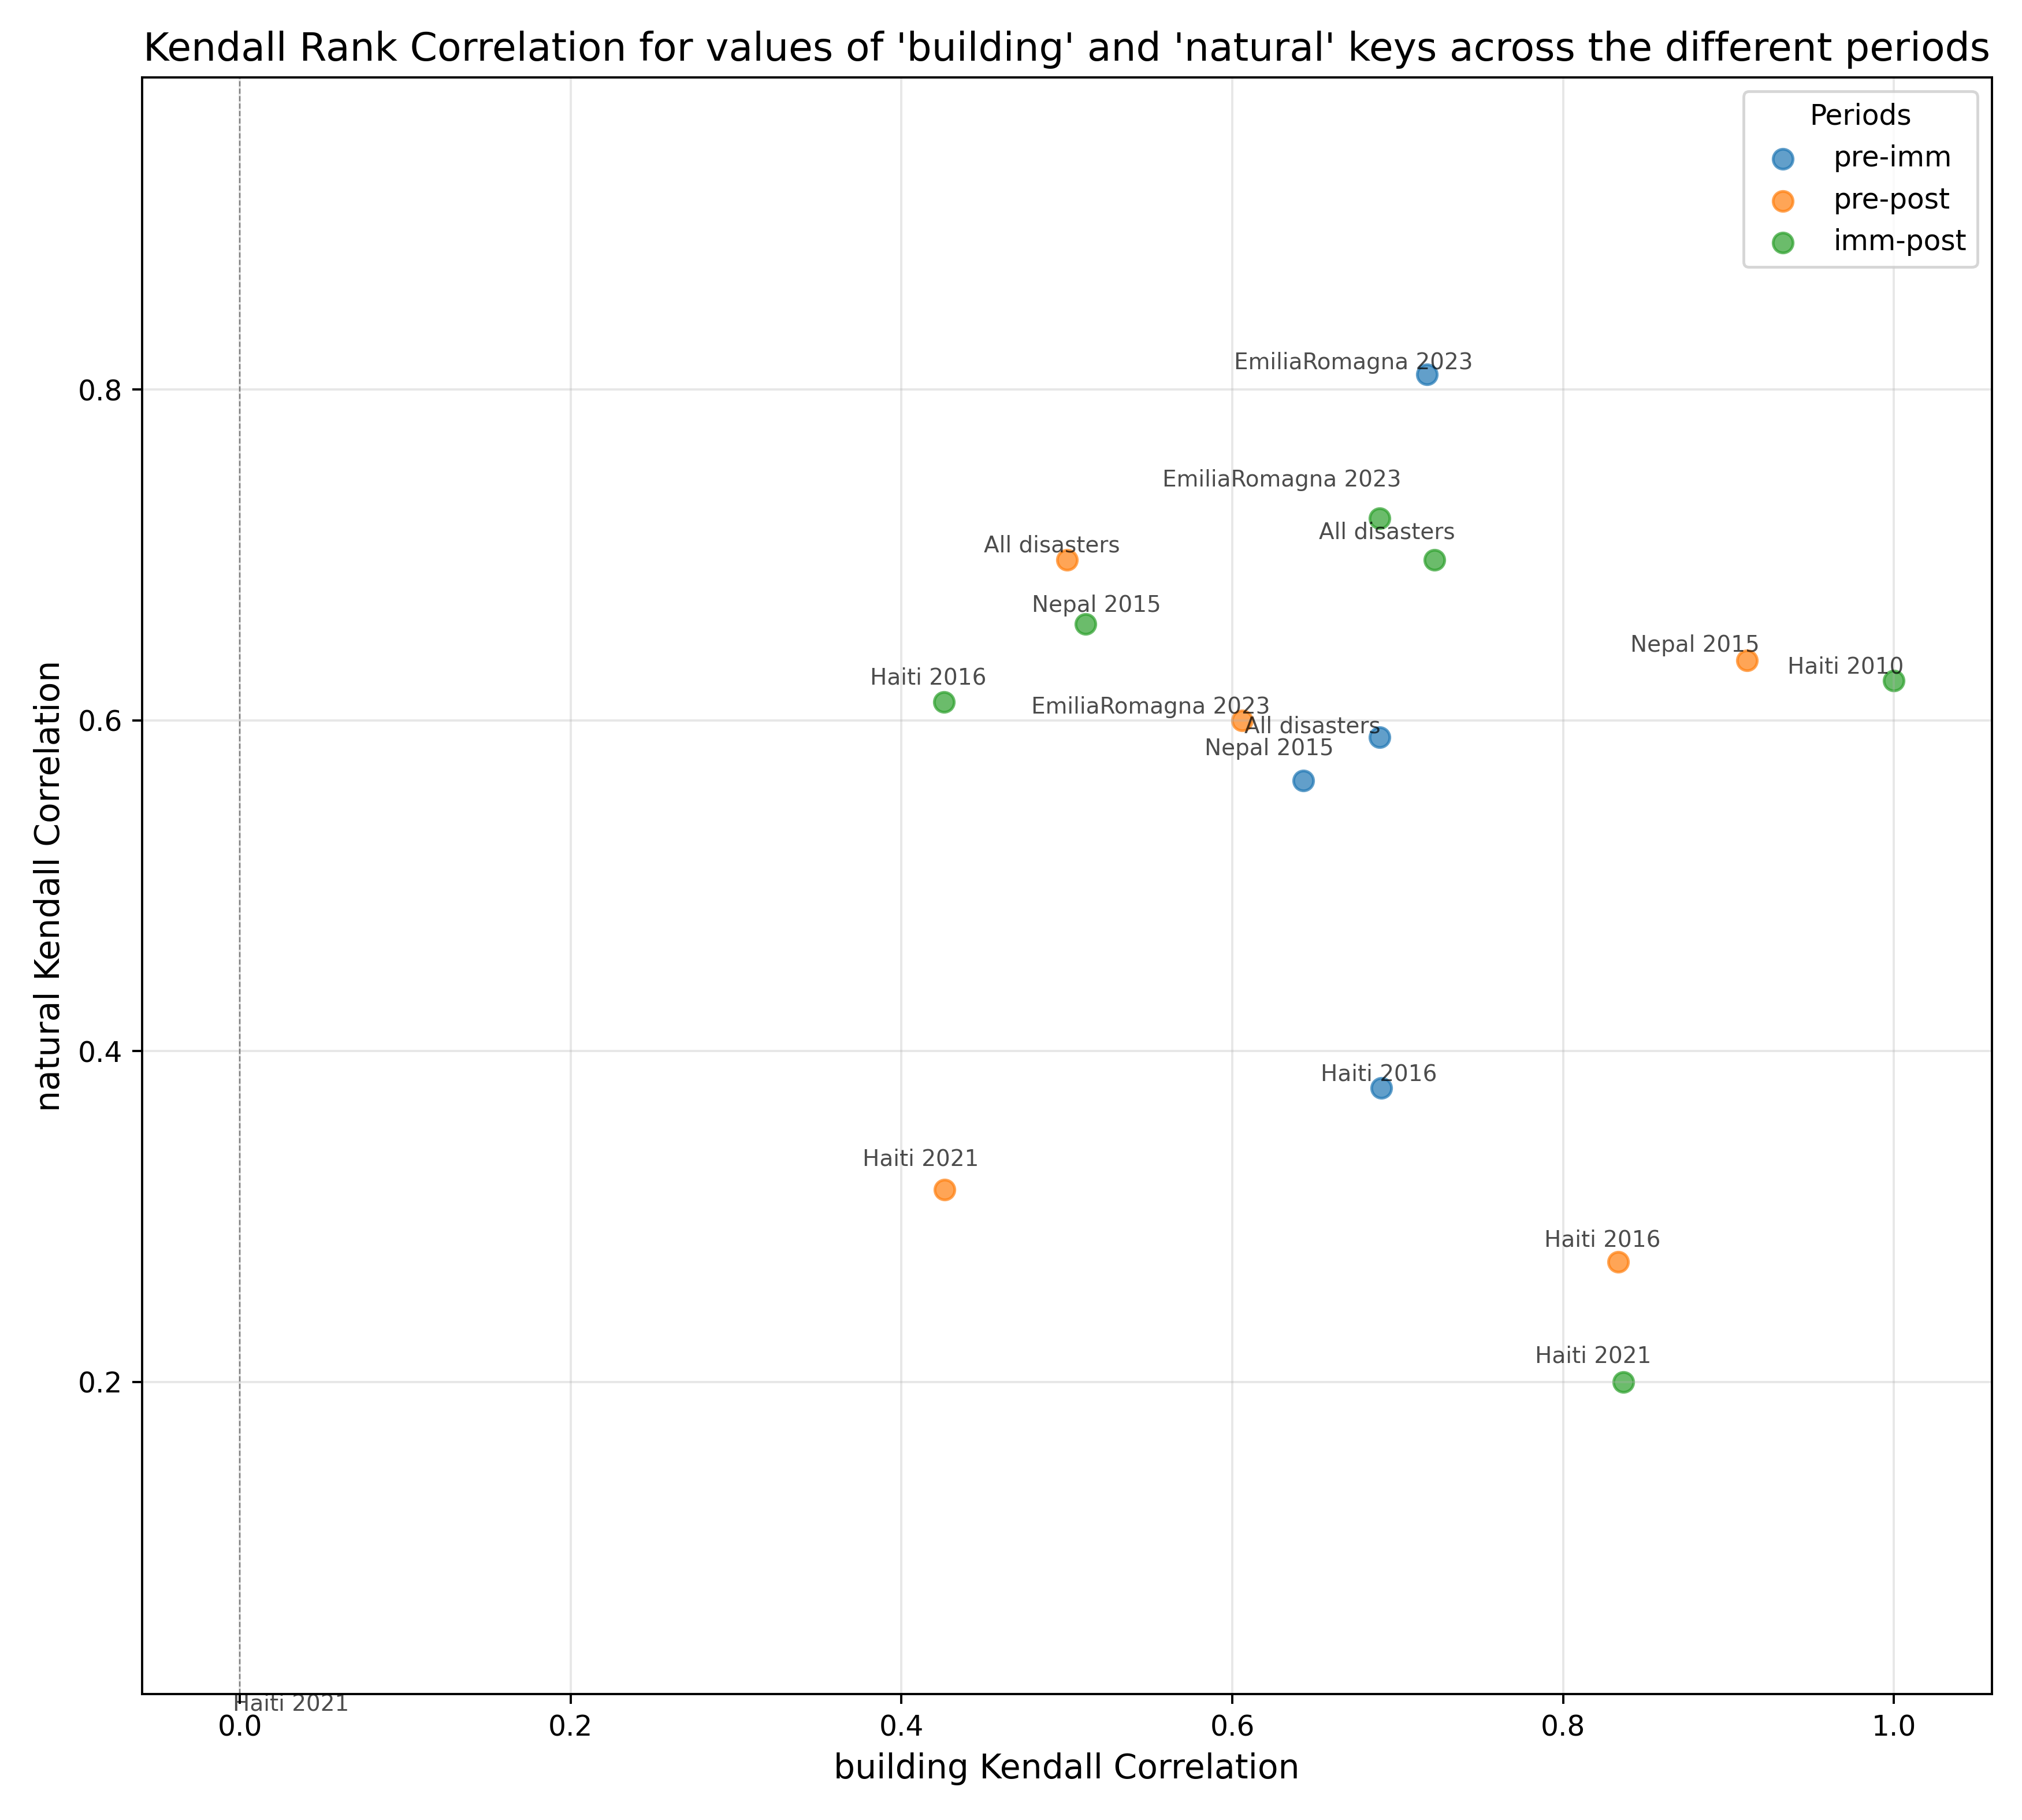 Kendall Rank Correlation for values of 'building' and 'natural' keys across the different periods
Periods
pre-imm
pre-post
imm-post
EmiliaRomagna 2023
0.8
EmiliaRomagna 2023
All disasters
All disasters
Nepal 2015
Nepal 2015
Haiti 2010
Haiti 2016
EmiliaRomagna 2023
0.6
All disasters
Nepal 2015
natural Kendall Correlation
0.4
Haiti 2016
Haiti 2021
Haiti 2016
Haiti 2021
0.2
Haiti 2021
0.0
0.2
0.4
0.6
0.8
1.0
building Kendall Correlation